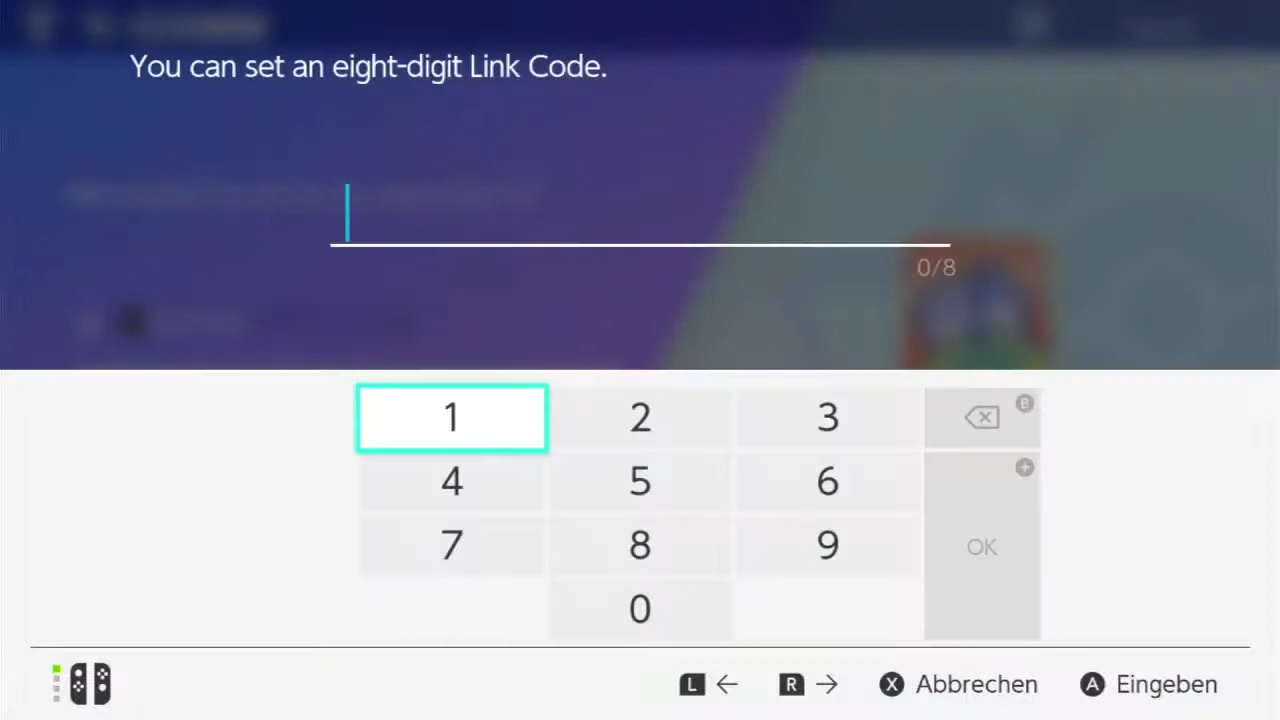 You can set an eight-digit Link Code.
0/8
1 2 3 B
4 5 6 +
7 8 9 OK
0
L ← R → X Abbrechen A Eingeben